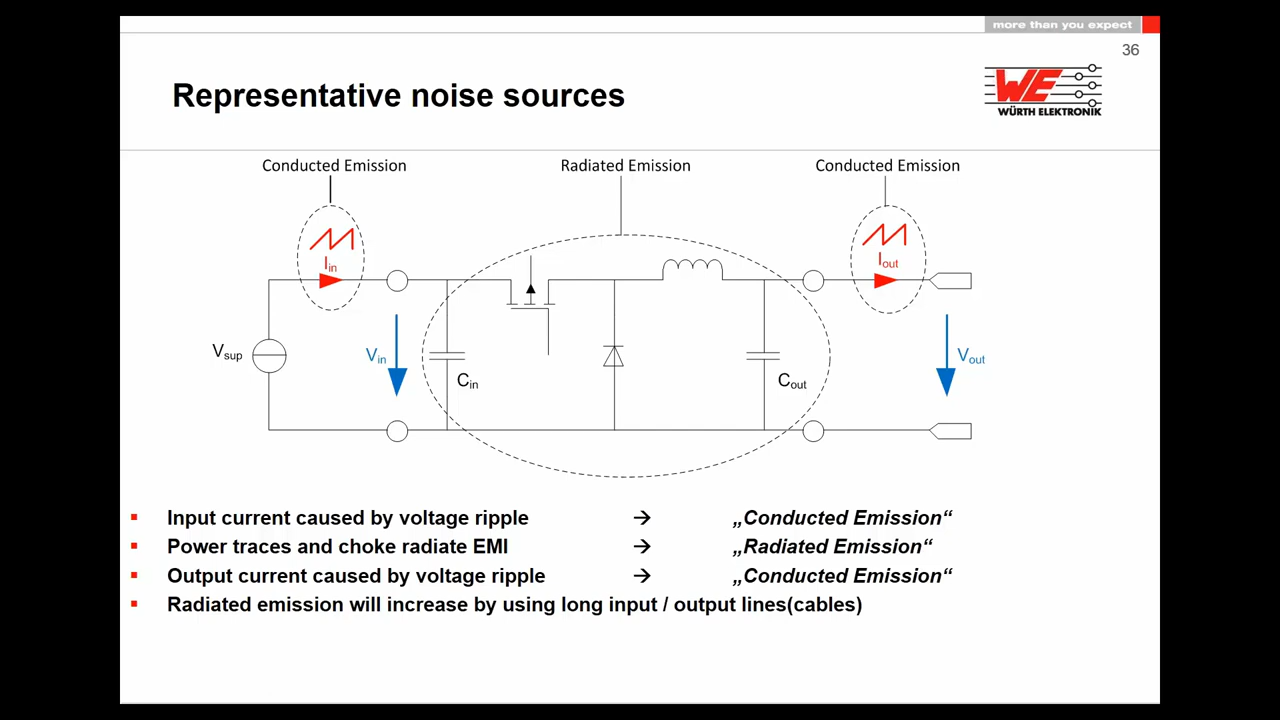 more than you expect
36
Representative noise sources
WE
WÜRTH ELEKTRONIK
Conducted Emission
Radiated Emission
Conducted Emission
Iin
Iout
Vsup
Vin
Cin
Cout
Vout
▪ Input current caused by voltage ripple → „Conducted Emission“
▪ Power traces and choke radiate EMI → „Radiated Emission“
▪ Output current caused by voltage ripple → „Conducted Emission“
▪ Radiated emission will increase by using long input / output lines(cables)